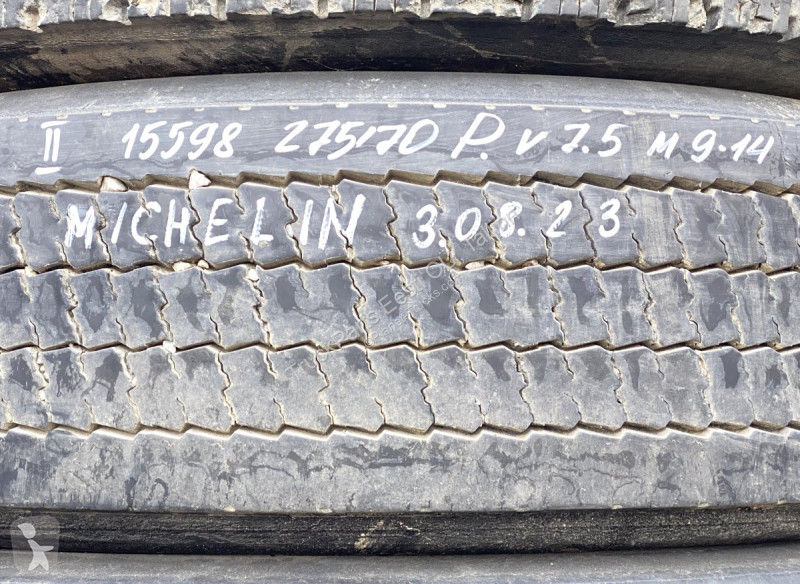 II 15598 275/70 P. v 7.5 м 9-14
MICHELIN 3.08.23